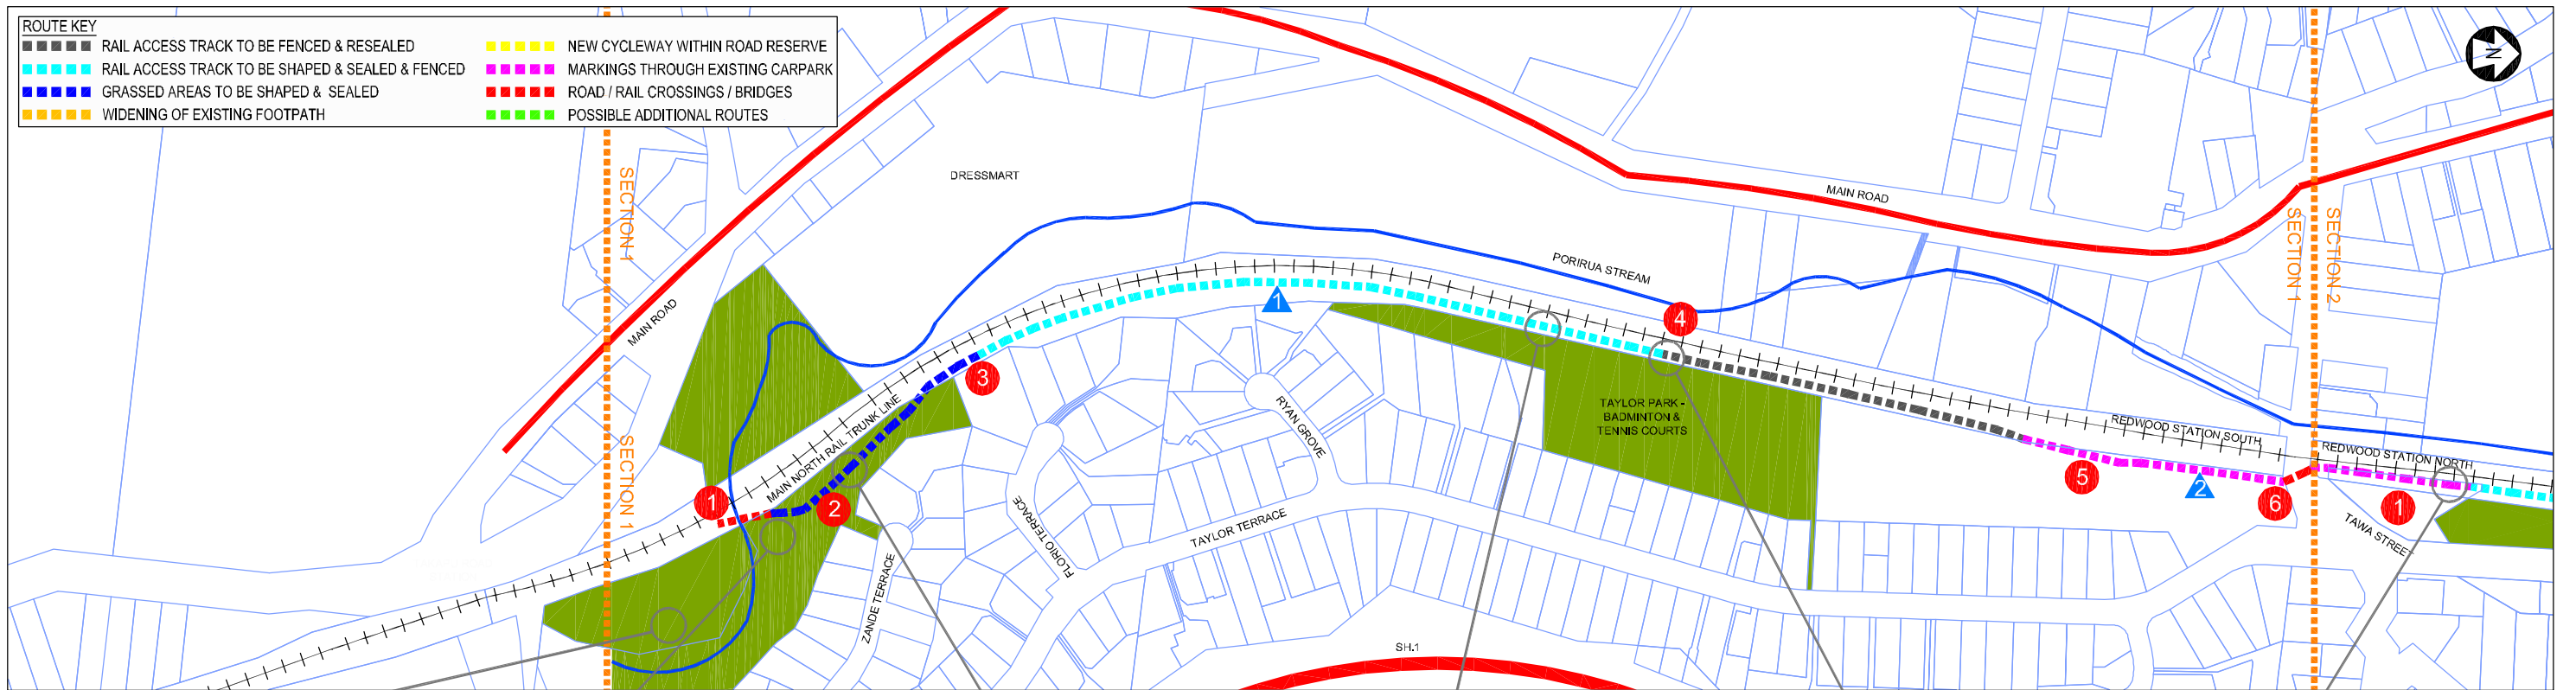 ROUTE KEY
RAIL ACCESS TRACK TO BE FENCED & RESEALED
RAIL ACCESS TRACK TO BE SHAPED & SEALED & FENCED
GRASSED AREAS TO BE SHAPED & SEALED
WIDENING OF EXISTING FOOTPATH
NEW CYCLEWAY WITHIN ROAD RESERVE
MARKINGS THROUGH EXISTING CARPARK
ROAD / RAIL CROSSINGS / BRIDGES
POSSIBLE ADDITIONAL ROUTES
N
SECTION 1
DRESSMART
MAIN ROAD
MAIN ROAD
SECTION 1
SECTION 2
PORIRUA STREAM
1
4
3
MAIN NORTH RAIL TRUNK LINE
RYAN GROVE
TAYLOR PARK -
BADMINTON &
TENNIS COURTS
REDWOOD STATION SOUTH
REDWOOD STATION NORTH
SECTION 1
1
2
5
2
6
1
FLORIO TERRACE
TAYLOR TERRACE
TAWA STREET
ZANDE TERRACE
SH.1